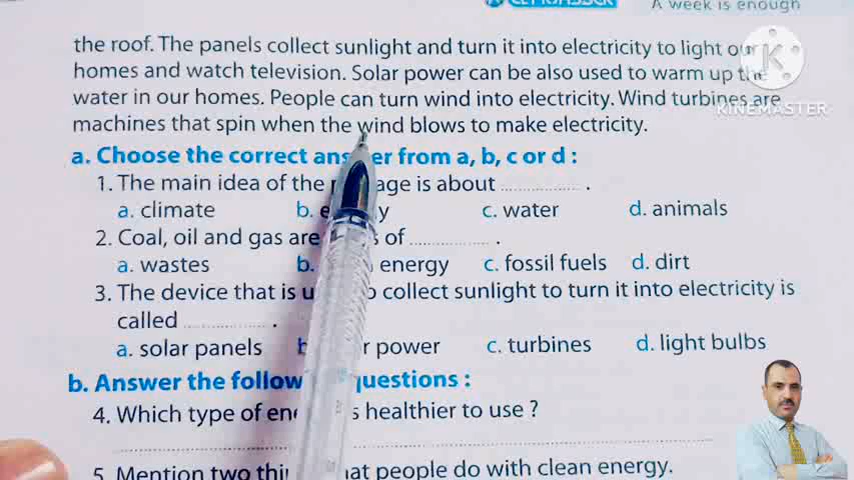 A week is enough
the roof. The panels collect sunlight and turn it into electricity to light our
homes and watch television. Solar power can be also used to warm up the
water in our homes. People can turn wind into electricity. Wind turbines are
machines that spin when the wind blows to make electricity.
a. Choose the correct answer from a, b, c or d :
1. The main idea of the age is about .............. .
a. climate b. e y c. water d. animals
2. Coal, oil and gas are s of .............. .
a. wastes b. energy c. fossil fuels d. dirt
3. The device that is u o collect sunlight to turn it into electricity is
called .............. .
a. solar panels b r power c. turbines d. light bulbs
b. Answer the follow uestions :
4. Which type of ene s healthier to use ?
5. Mention two thi at people do with clean energy.
K
KINEMASTER